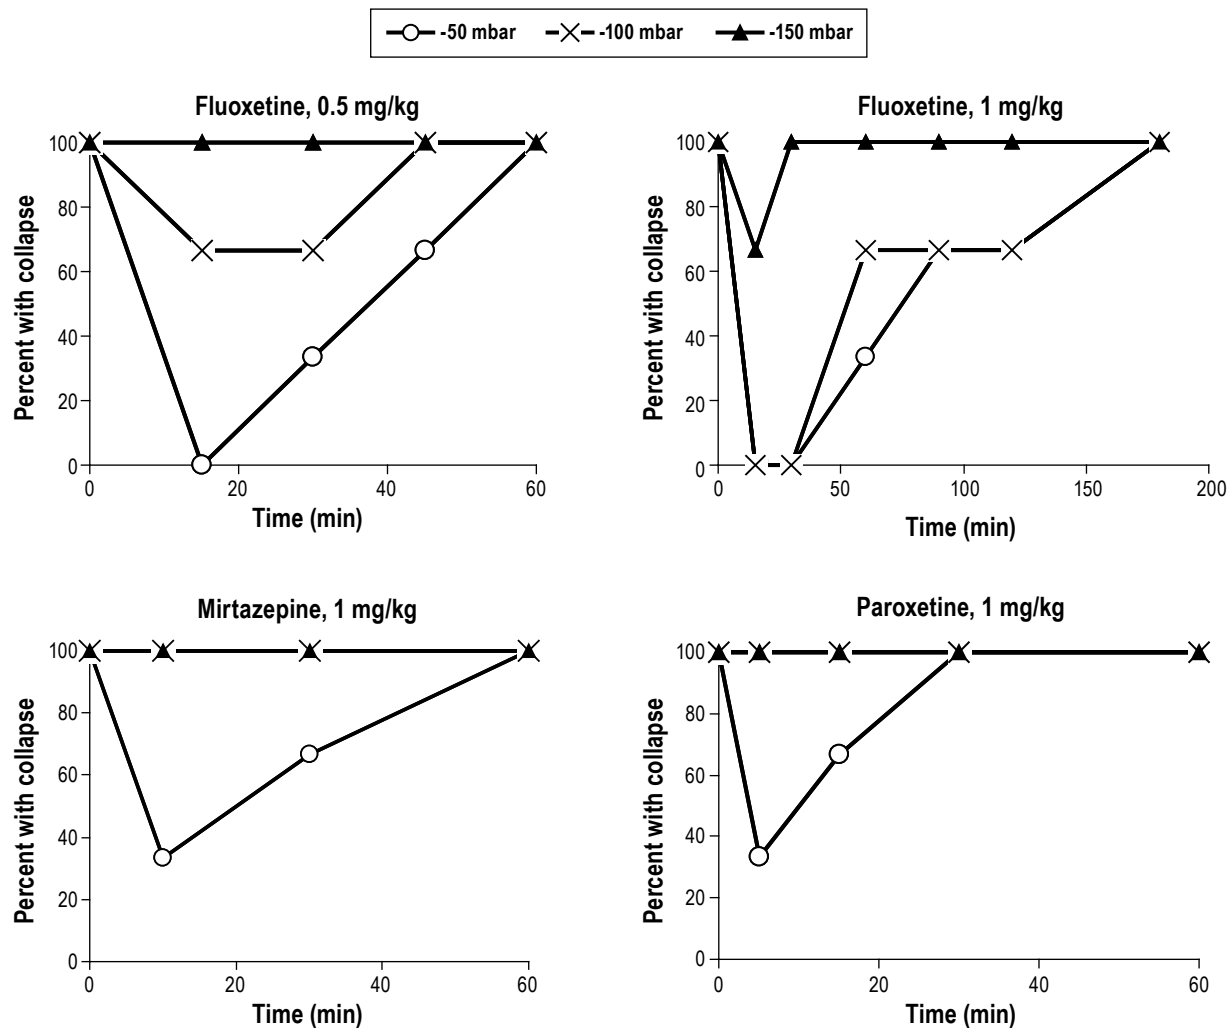 -50 mbar -100 mbar -150 mbar
Fluoxetine, 0.5 mg/kg
Percent with collapse
100
80
60
40
20
0
0 20 40 60
Time (min)
Fluoxetine, 1 mg/kg
Percent with collapse
100
80
60
40
20
0
0 50 100 150 200
Time (min)
Mirtazepine, 1 mg/kg
Percent with collapse
100
80
60
40
20
0
0 20 40 60
Time (min)
Paroxetine, 1 mg/kg
Percent with collapse
100
80
60
40
20
0
0 20 40 60
Time (min)